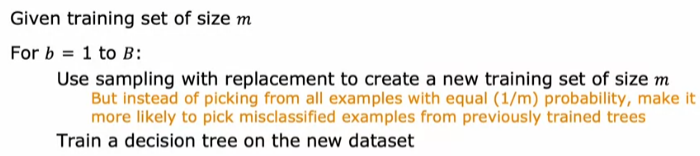 Given training set of size m
For b = 1 to B:
Use sampling with replacement to create a new training set of size m
But instead of picking from all examples with equal (1/m) probability, make it
more likely to pick misclassified examples from previously trained trees
Train a decision tree on the new dataset